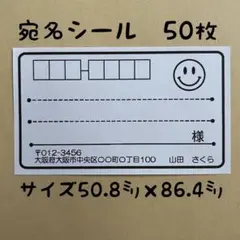 宛名シール 50枚
様
〒012-3456
大阪府大阪市中央区〇〇町〇丁目100 山田 さくら
サイズ50.8ミリ×86.4ミリ